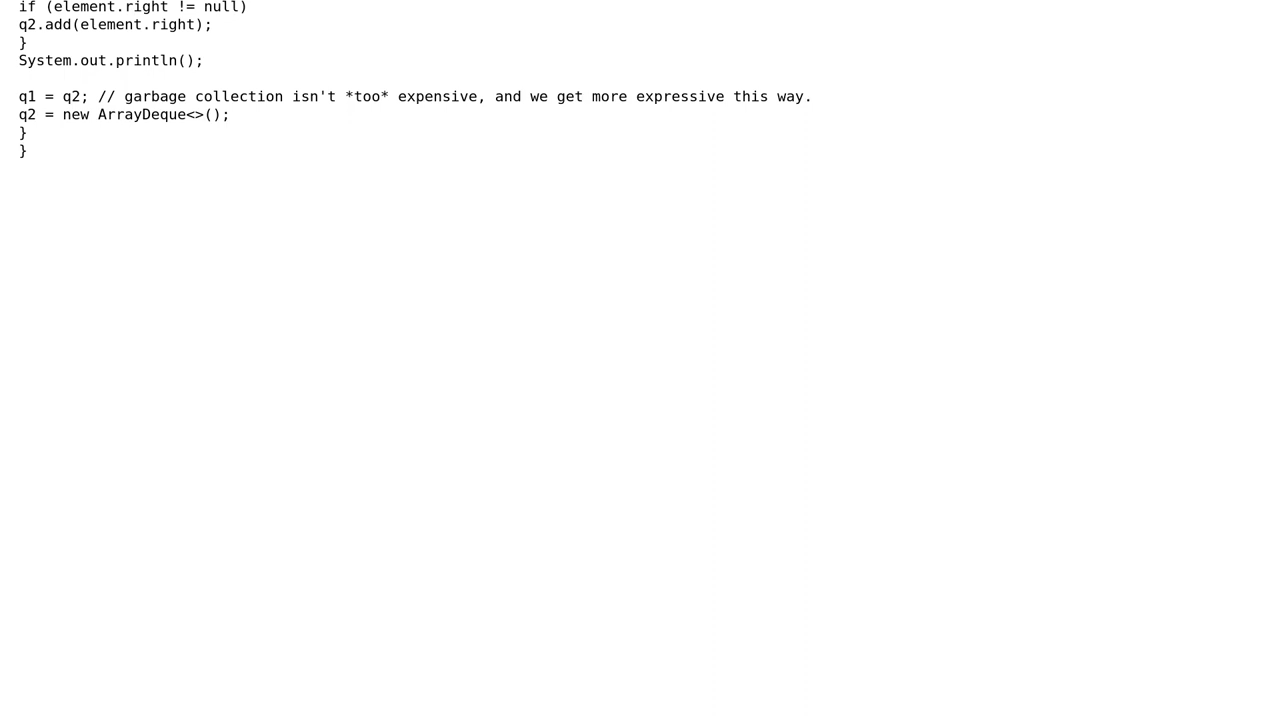 if (element.right != null)
q2.add(element.right);
}
System.out.println();

q1 = q2; // garbage collection isn't *too* expensive, and we get more expressive this way.
q2 = new ArrayDeque<>();
}
}